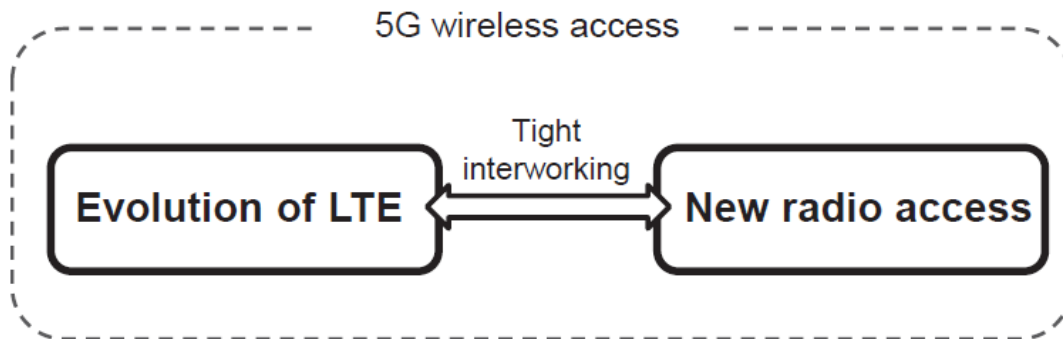 5G wireless access
Tight
interworking
Evolution of LTE
New radio access